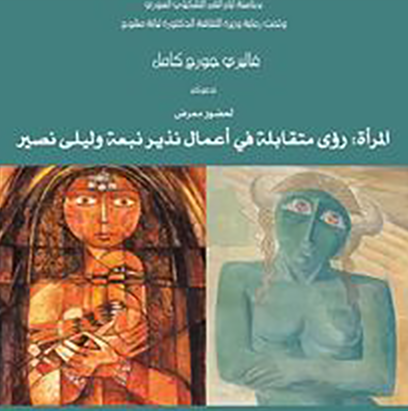 وبمناسبة أيام الفن التشكيلي السوري
وتحت رعاية وزيرة الثقافة الدكتورة لبانة مشوح
غاليري جورج كامل
تدعوكم
لحضور معرض
المرأة: رؤى متقابلة في أعمال نذير نبعة وليلى نصير